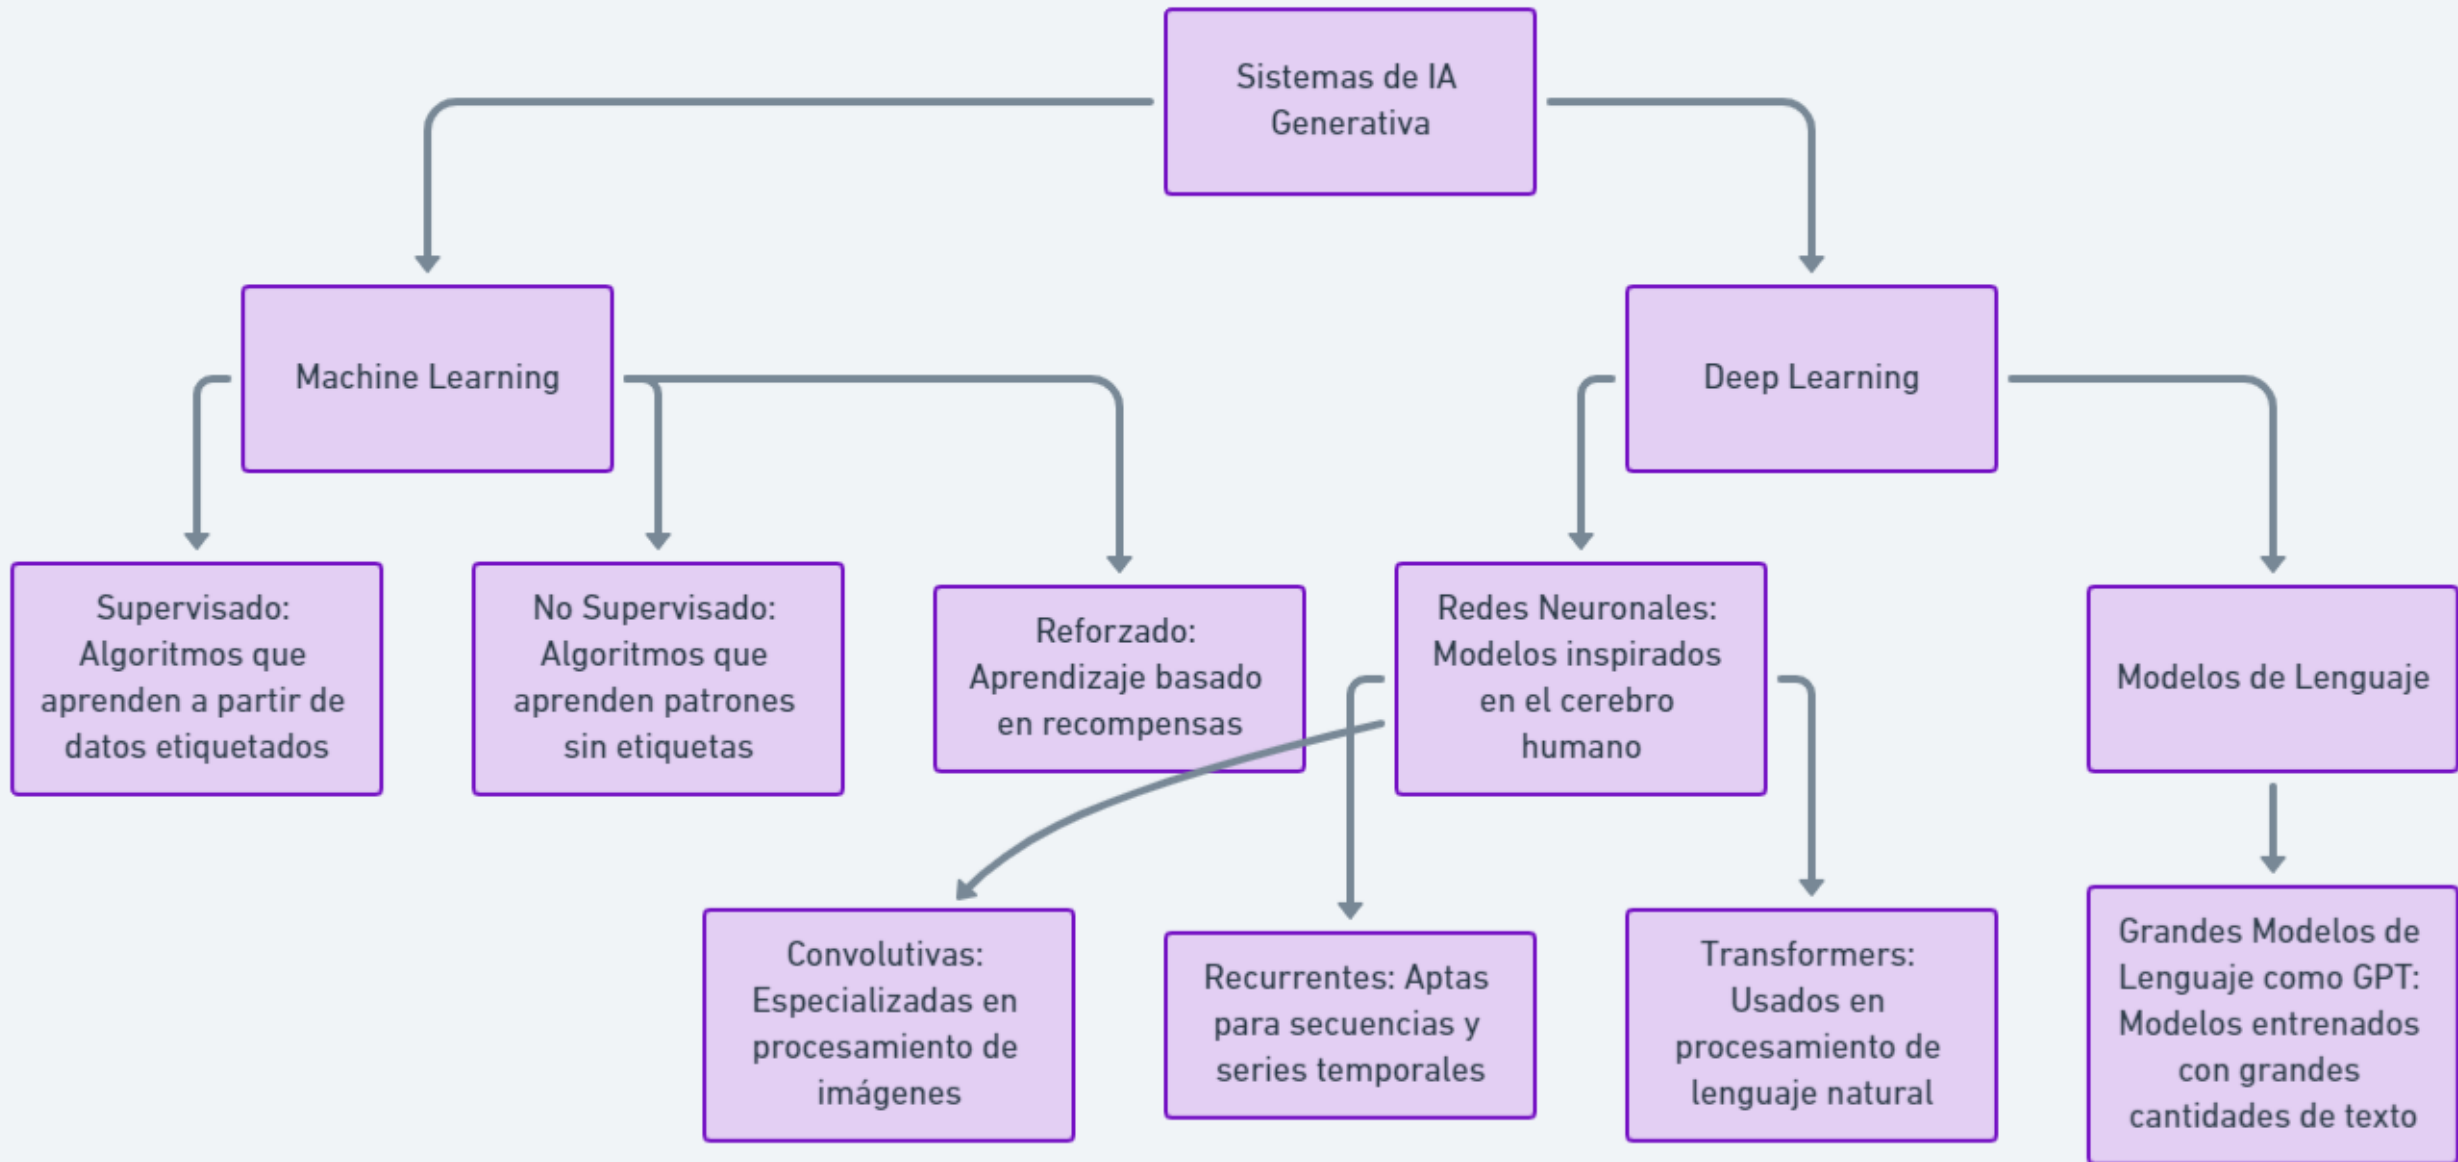 Sistemas de IA
Generativa
Machine Learning
Deep Learning
Supervisado:
Algoritmos que
aprenden a partir de
datos etiquetados
No Supervisado:
Algoritmos que
aprenden patrones
sin etiquetas
Reforzado:
Aprendizaje basado
en recompensas
Redes Neuronales:
Modelos inspirados
en el cerebro
humano
Modelos de Lenguaje
Convolutivas:
Especializadas en
procesamiento de
imágenes
Recurrentes: Aptas
para secuencias y
series temporales
Transformers:
Usados en
procesamiento de
lenguaje natural
Grandes Modelos de
Lenguaje como GPT:
Modelos entrenados
con grandes
cantidades de texto